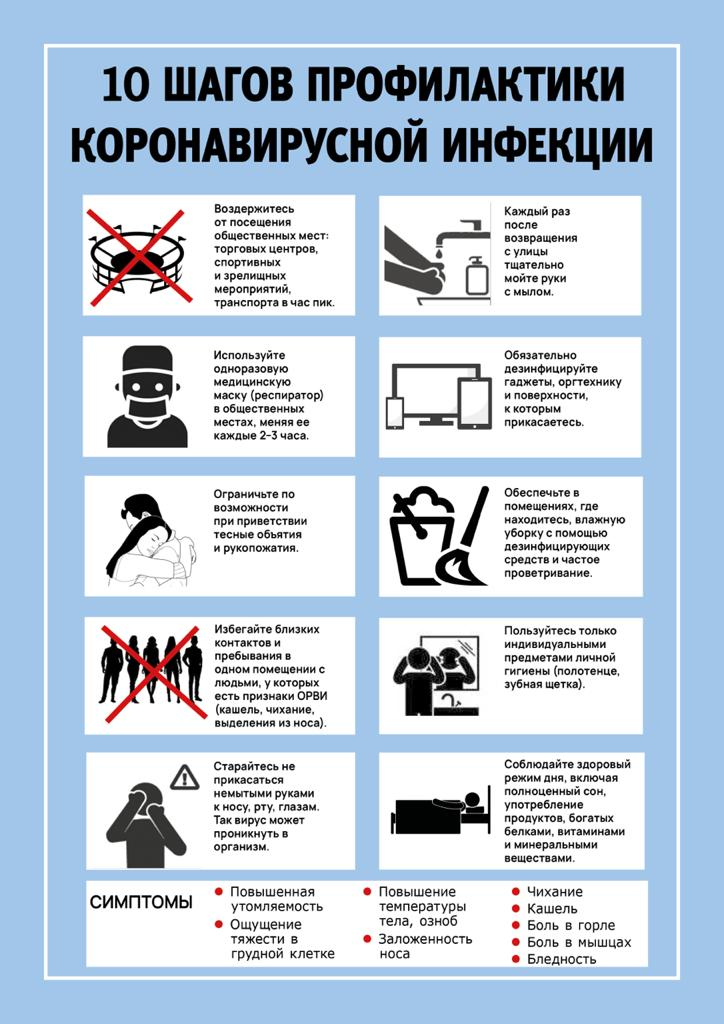 10 ШАГОВ ПРОФИЛАКТИКИ
КОРОНАВИРУСНОЙ ИНФЕКЦИИ
Воздержитесь
от посещения
общественных мест:
торговых центров,
спортивных
и зрелищных
мероприятий,
транспорта в час пик.
Каждый раз
после
возвращения
с улицы
тщательно
мойте руки
с мылом.
Используйте
одноразовую
медицинскую
маску (респиратор)
в общественных
местах, меняя ее
каждые 2–3 часа.
Обязательно
дезинфицируйте
гаджеты, оргтехнику
и поверхности,
к которым
прикасаетесь.
Ограничьте по
возможности
при приветствии
тесные объятия
и рукопожатия.
Обеспечьте в
помещениях, где
находитесь, влажную
уборку с помощью
дезинфицирующих
средств и частое
проветривание.
Избегайте близких
контактов и
пребывания в
одном помещении с
людьми, у которых
есть признаки ОРВИ
(кашель, чихание,
выделения из носа).
Пользуйтесь только
индивидуальными
предметами личной
гигиены (полотенце,
зубная щетка).
Старайтесь не
прикасаться
немытыми руками
к носу, рту, глазам.
Так вирус может
проникнуть в
организм.
Соблюдайте здоровый
режим дня, включая
полноценный сон,
употребление
продуктов, богатых
белками, витаминами
и минеральными
веществами.
СИМПТОМЫ
• Повышенная
утомляемость
• Ощущение
тяжести в
грудной клетке
• Повышение
температуры
тела, озноб
• Заложенность
носа
• Чихание
• Кашель
• Боль в горле
• Боль в мышцах
• Бледность